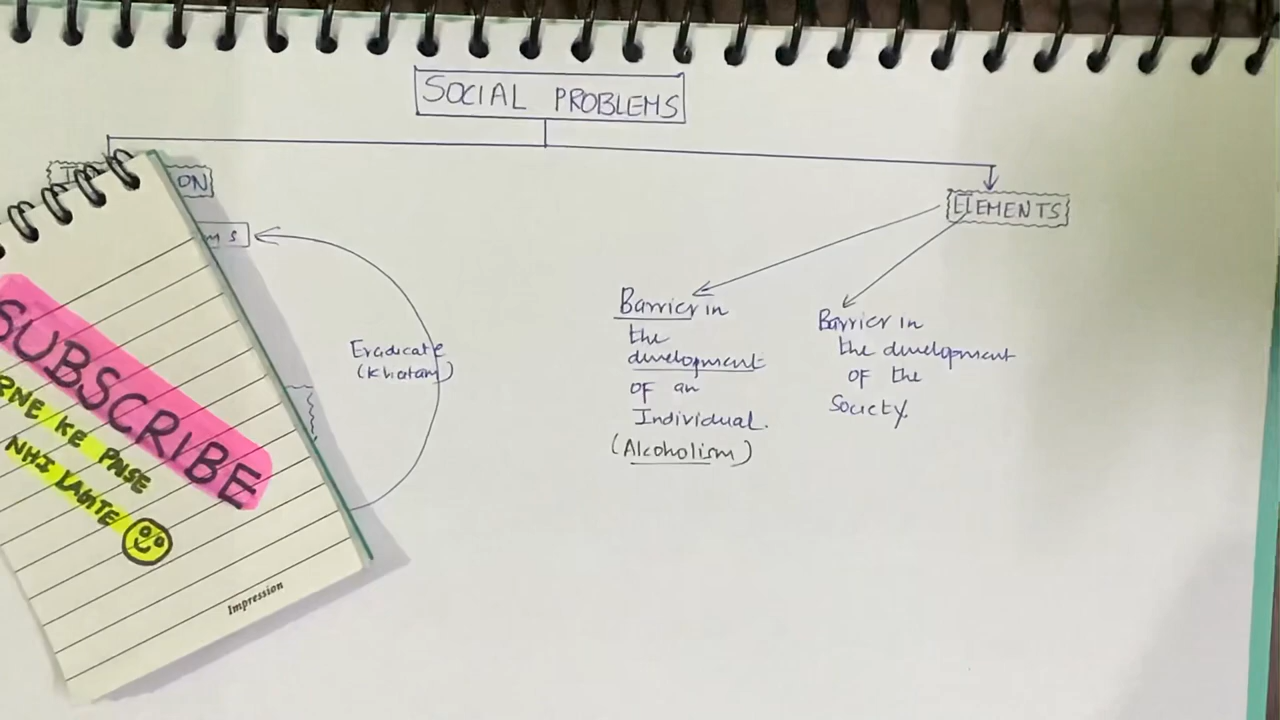 SOCIAL PROBLEMS
ON
ELEMENTS
Eradicate
(Khatam)
Barrier in
the
development
OF an
Individual.
(Alcoholism)
Barrier in
the development
OF the
Society.
SUBSCRIBE
RNE KE PAISE
NHI LAGTE
Impression